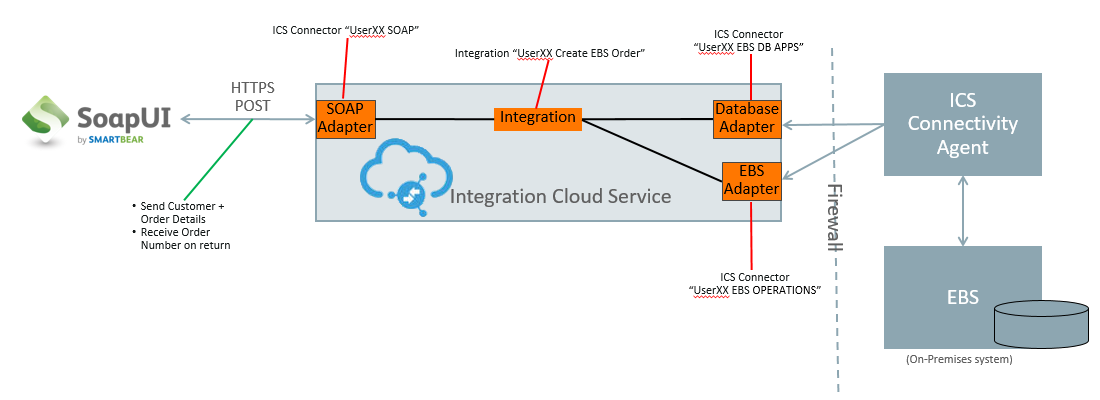 ICS Connector “UserXX SOAP”
Integration “UserXX Create EBS Order”
ICS Connector
“UserXX EBS DB APPS”
HTTPS
POST
SoapUI
by SMARTBEAR
SOAP
Adapter
Integration
Database
Adapter
EBS
Adapter
Integration Cloud Service
ICS
Connectivity
Agent
Firewall
• Send Customer +
Order Details
• Receive Order
Number on return
ICS Connector
“UserXX EBS OPERATIONS”
EBS
(On-Premises system)